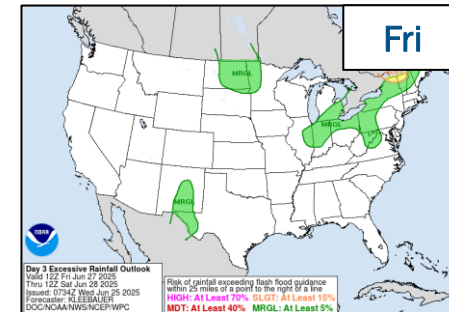 Fri
MRGL
MRGL
MRGL
NOAA
Day 3 Excessive Rainfall Outlook
Valid 12Z Fri Jun 27 2025
Thru 12Z Sat Jun 28 2025
Issued: 0734Z Wed Jun 25 2025
Forecaster: KLEEBAUER
DOC/NOAA/NWS/NCEP/WPC
Risk of rainfall exceeding flash flood guidance
within 25 miles of a point to the right of a line
HIGH: At Least 70% SLGT: At Least 15%
MDT: At Least 40% MRGL: At Least 5%